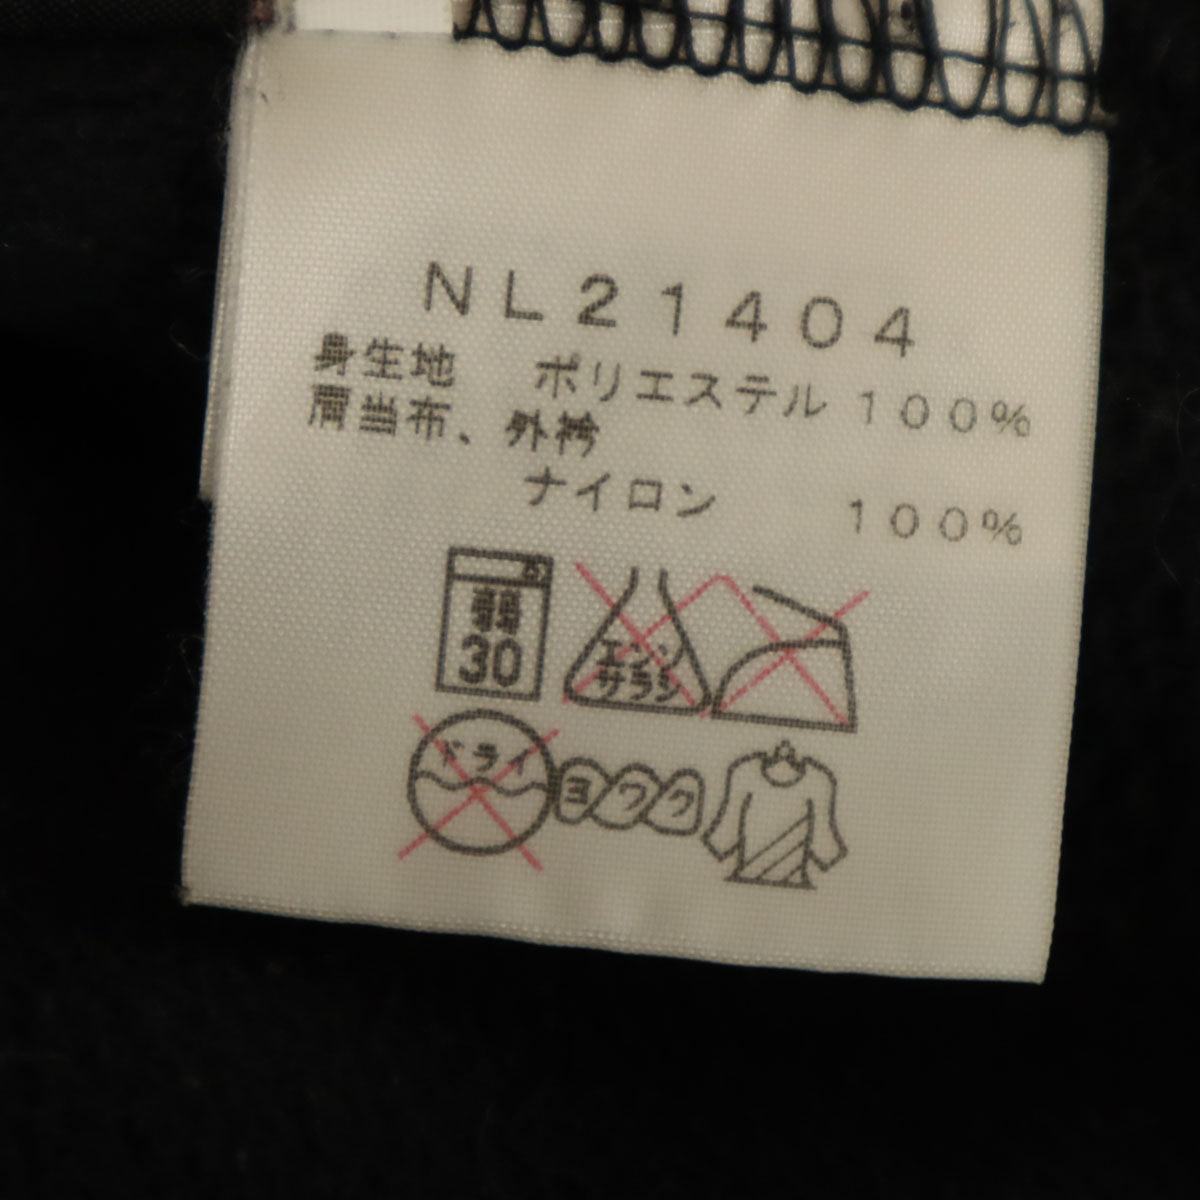 NL21404
身生地 ポリエステル 100%
肩当布、外衿
ナイロン 100%
弱
30
エンソ
サラシ
ドライ
ヨワク